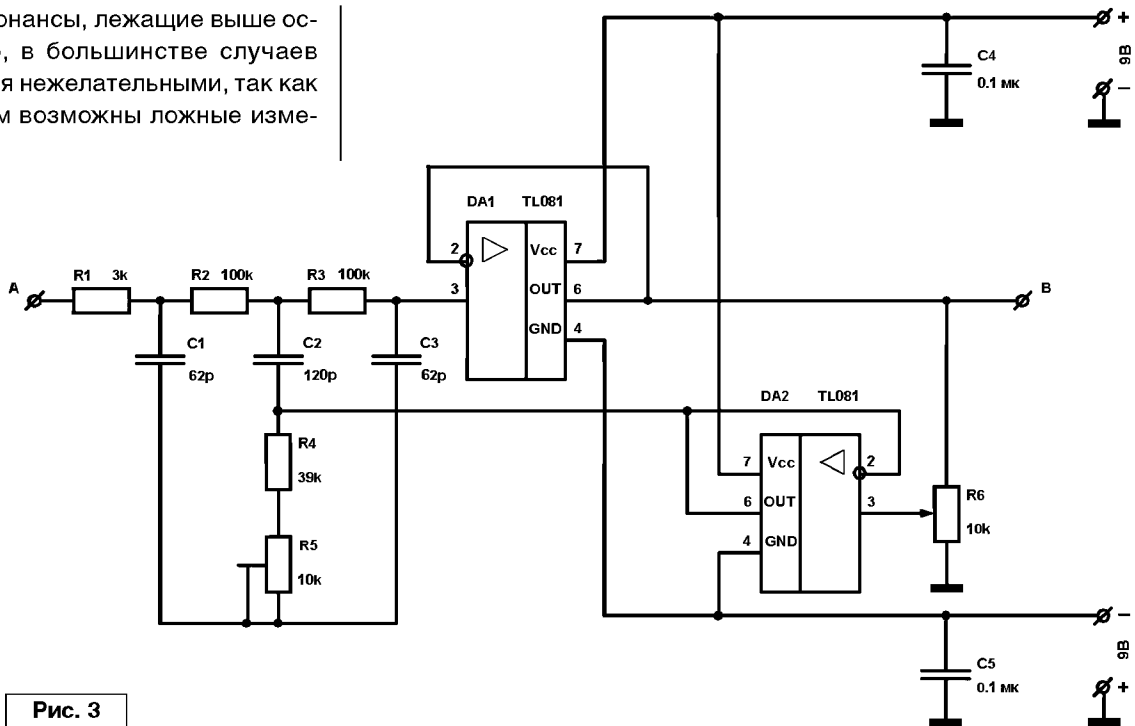 онансы, лежащие выше ос-
, в большинстве случаев
я нежелательными, так как
м возможны ложные изме-
+
C4
0.1 мк
9В
–
DA1 TL081
2
Vcc 7
A
R1 3k
R2 100k
R3 100k
3
OUT 6
B
GND 4
C1
62p
C2
120p
C3
62p
DA2 TL081
R4
39k
7 Vcc
2
6 OUT
3
R6
10k
4 GND
R5
10k
–
9В
C5
0.1 мк
+
Рис. 3